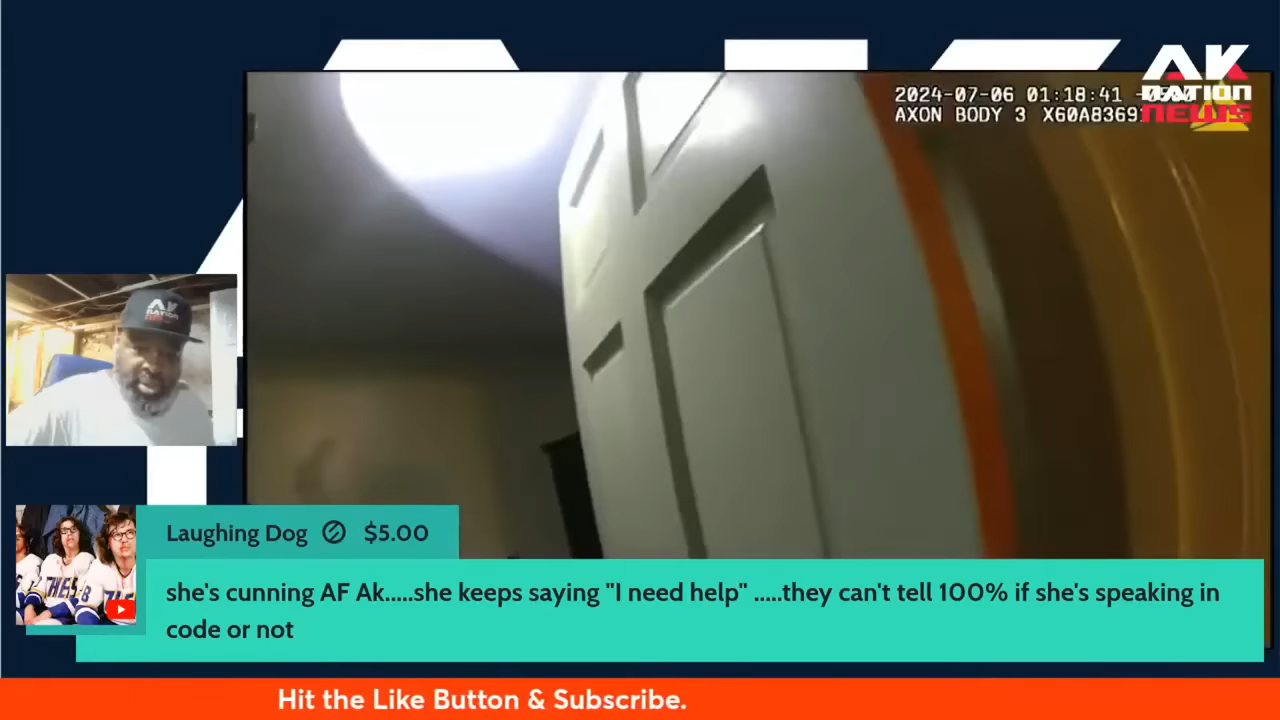 2024-07-06 01:18:41
AXON BODY 3 X60A8369
AK
NATION
NEWS
AK
NATION
Laughing Dog $5.00
she's cunning AF Ak.....she keeps saying "I need help" .....they can't tell 100% if she's speaking in
code or not
Hit the Like Button & Subscribe.